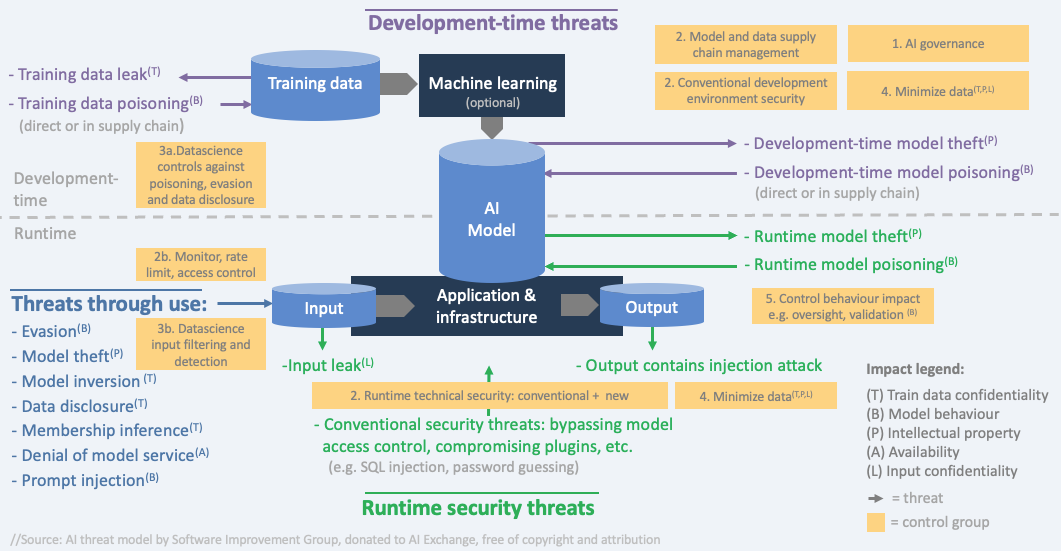 Development-time threats
2. Model and data supply
chain management
1. AI governance
2. Conventional development
environment security
4. Minimize data(T,P,L)
- Training data leak(T)
- Training data poisoning(B)
(direct or in supply chain)
Training data
Machine learning
(optional)
3a.Datascience
controls against
poisoning, evasion
and data disclosure
Development-
time
AI
Model
- Development-time model theft(P)
- Development-time model poisoning(B)
(direct or in supply chain)
Runtime
- Runtime model theft(P)
- Runtime model poisoning(B)
2b. Monitor, rate
limit, access control
Threats through use:
- Evasion(B)
- Model theft(P)
- Model inversion (T)
- Data disclosure(T)
- Membership inference(T)
- Denial of model service(A)
- Prompt injection(B)
3b. Datascience
input filtering and
detection
Input
Application &
infrastructure
Output
5. Control behaviour impact
e.g. oversight, validation (B)
-Input leak(L)
- Output contains injection attack
2. Runtime technical security: conventional + new
4. Minimize data(T,P,L)
- Conventional security threats: bypassing model
access control, compromising plugins, etc.
(e.g. SQL injection, password guessing)
Runtime security threats
Impact legend:
(T) Train data confidentiality
(B) Model behaviour
(P) Intellectual property
(A) Availability
(L) Input confidentiality
= threat
= control group
//Source: AI threat model by Software Improvement Group, donated to AI Exchange, free of copyright and attribution